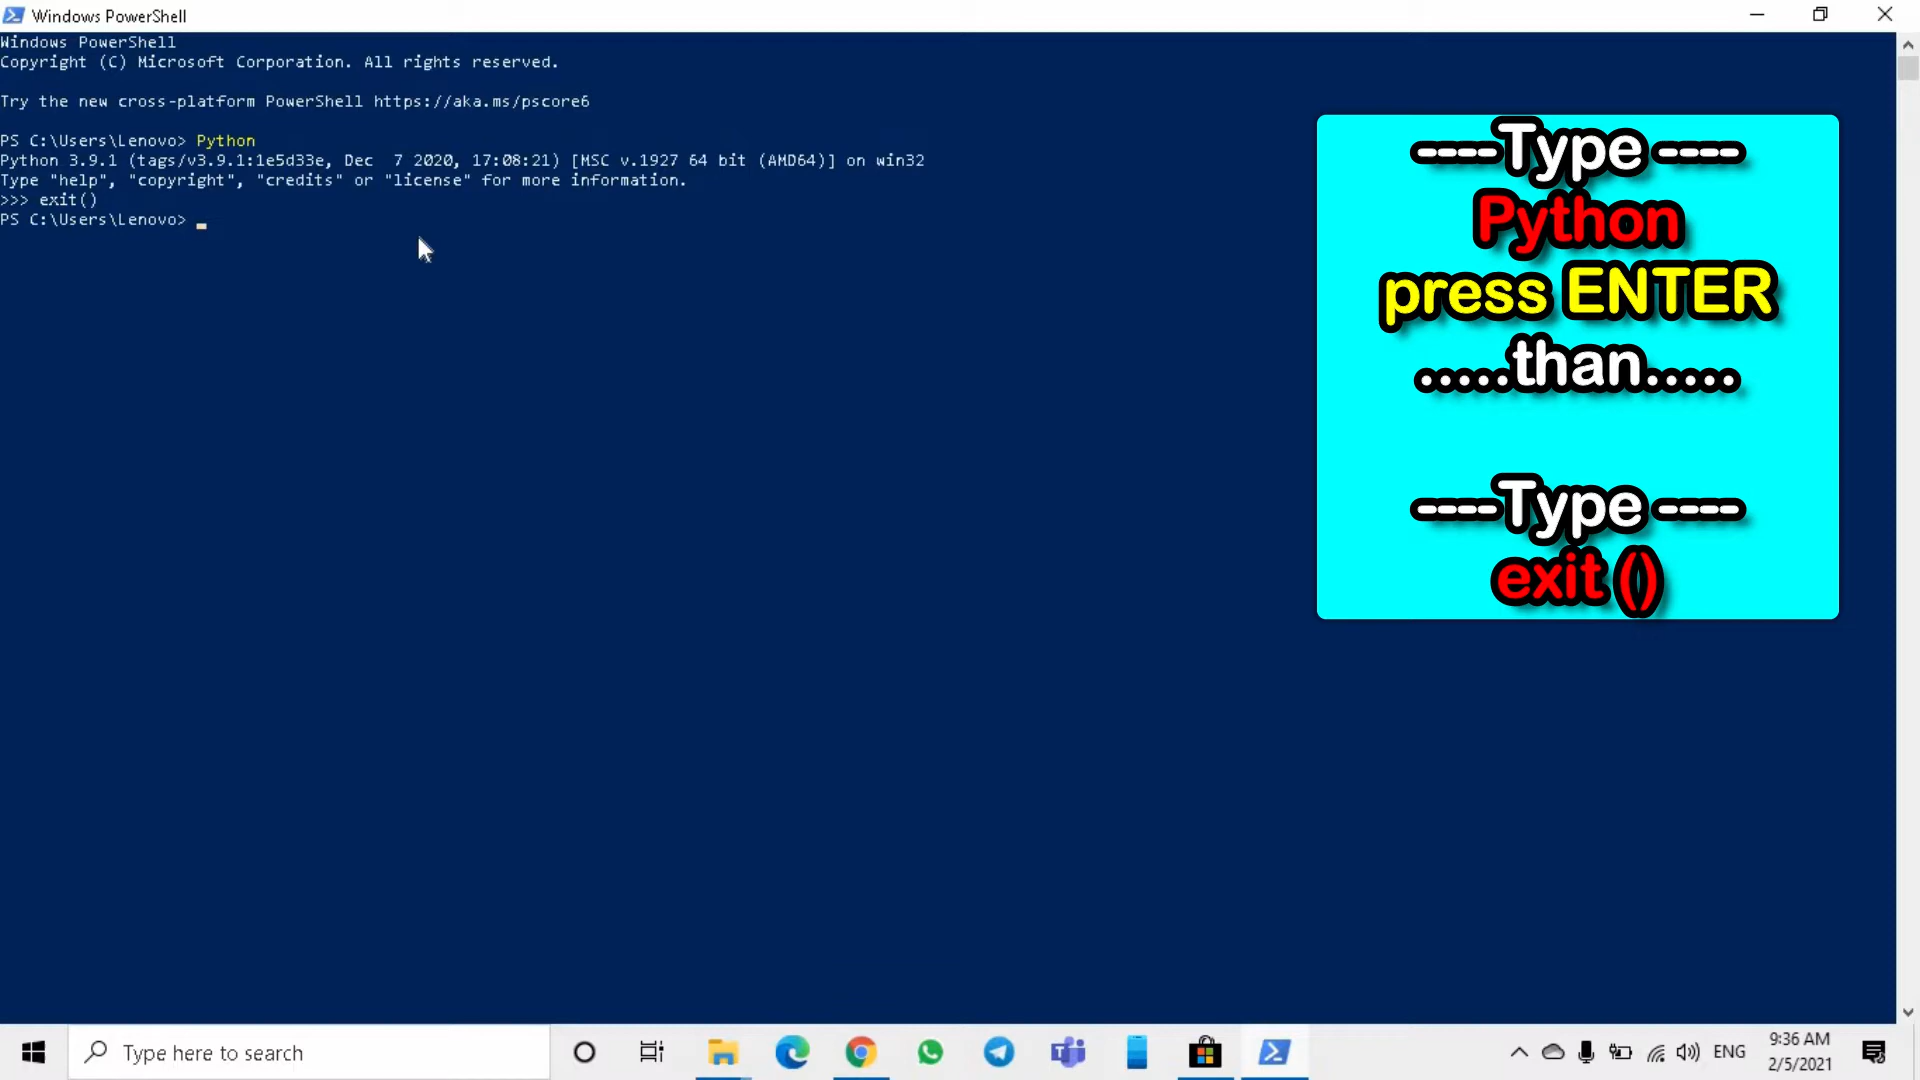 Windows PowerShell
Windows PowerShell
Copyright (C) Microsoft Corporation. All rights reserved.
Try the new cross-platform PowerShell https://aka.ms/pscore6
PS C:\Users\Lenovo> Python
Python 3.9.1 (tags/v3.9.1:1e5d33e, Dec  7 2020, 17:08:21) [MSC v.1927 64 bit (AMD64)] on win32
Type "help", "copyright", "credits" or "license" for more information.
>>> exit()
PS C:\Users\Lenovo> _
----Type ----
Python
press ENTER
.....than.....
----Type ----
exit ()
Type here to search
ENG
9:36 AM
2/5/2021